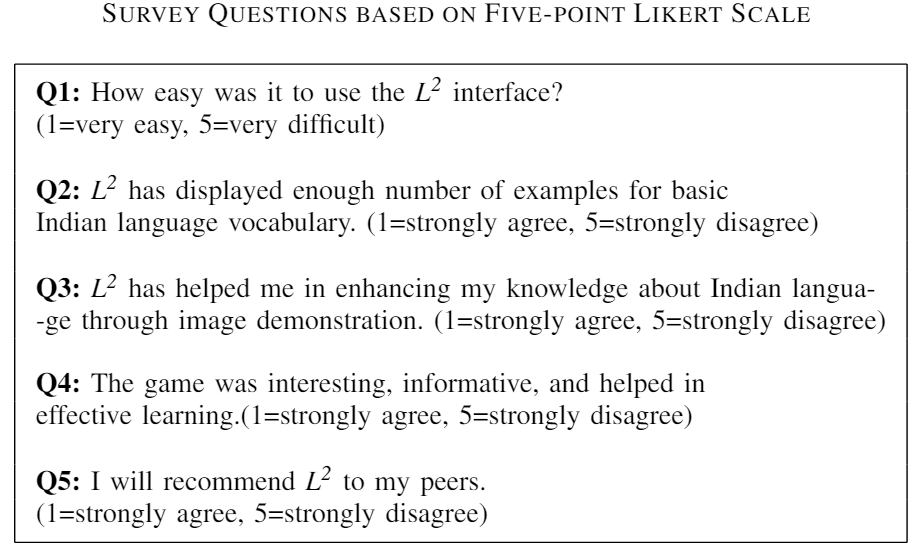 SURVEY QUESTIONS BASED ON FIVE-POINT LIKERT SCALE
Q1: How easy was it to use the L² interface?
(1=very easy, 5=very difficult)
Q2: L² has displayed enough number of examples for basic
Indian language vocabulary. (1=strongly agree, 5=strongly disagree)
Q3: L² has helped me in enhancing my knowledge about Indian langua-
-ge through image demonstration. (1=strongly agree, 5=strongly disagree)
Q4: The game was interesting, informative, and helped in
effective learning.(1=strongly agree, 5=strongly disagree)
Q5: I will recommend L² to my peers.
(1=strongly agree, 5=strongly disagree)